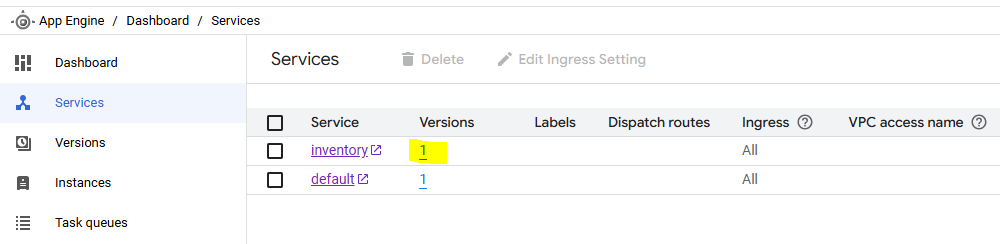 App Engine / Dashboard / Services
Dashboard
Services
Versions
Instances
Task queues
Services Delete Edit Ingress Setting
Service Versions Labels Dispatch routes Ingress ? VPC access name ?
inventory 1 All
default 1 All